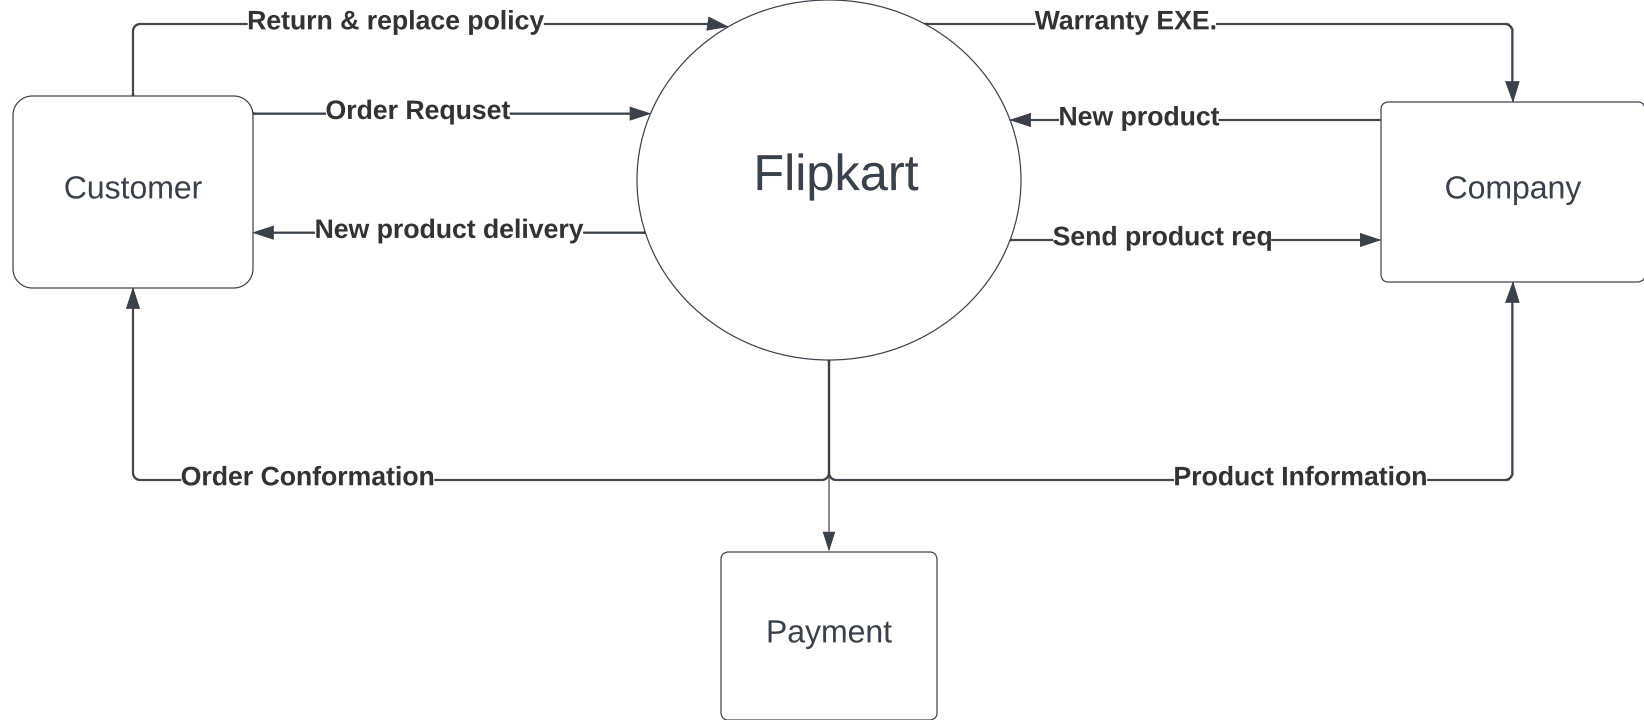 Return & replace policy
Warranty EXE.
Order Requset
New product
Flipkart
Customer
Company
New product delivery
Send product req
Order Conformation
Product Information
Payment